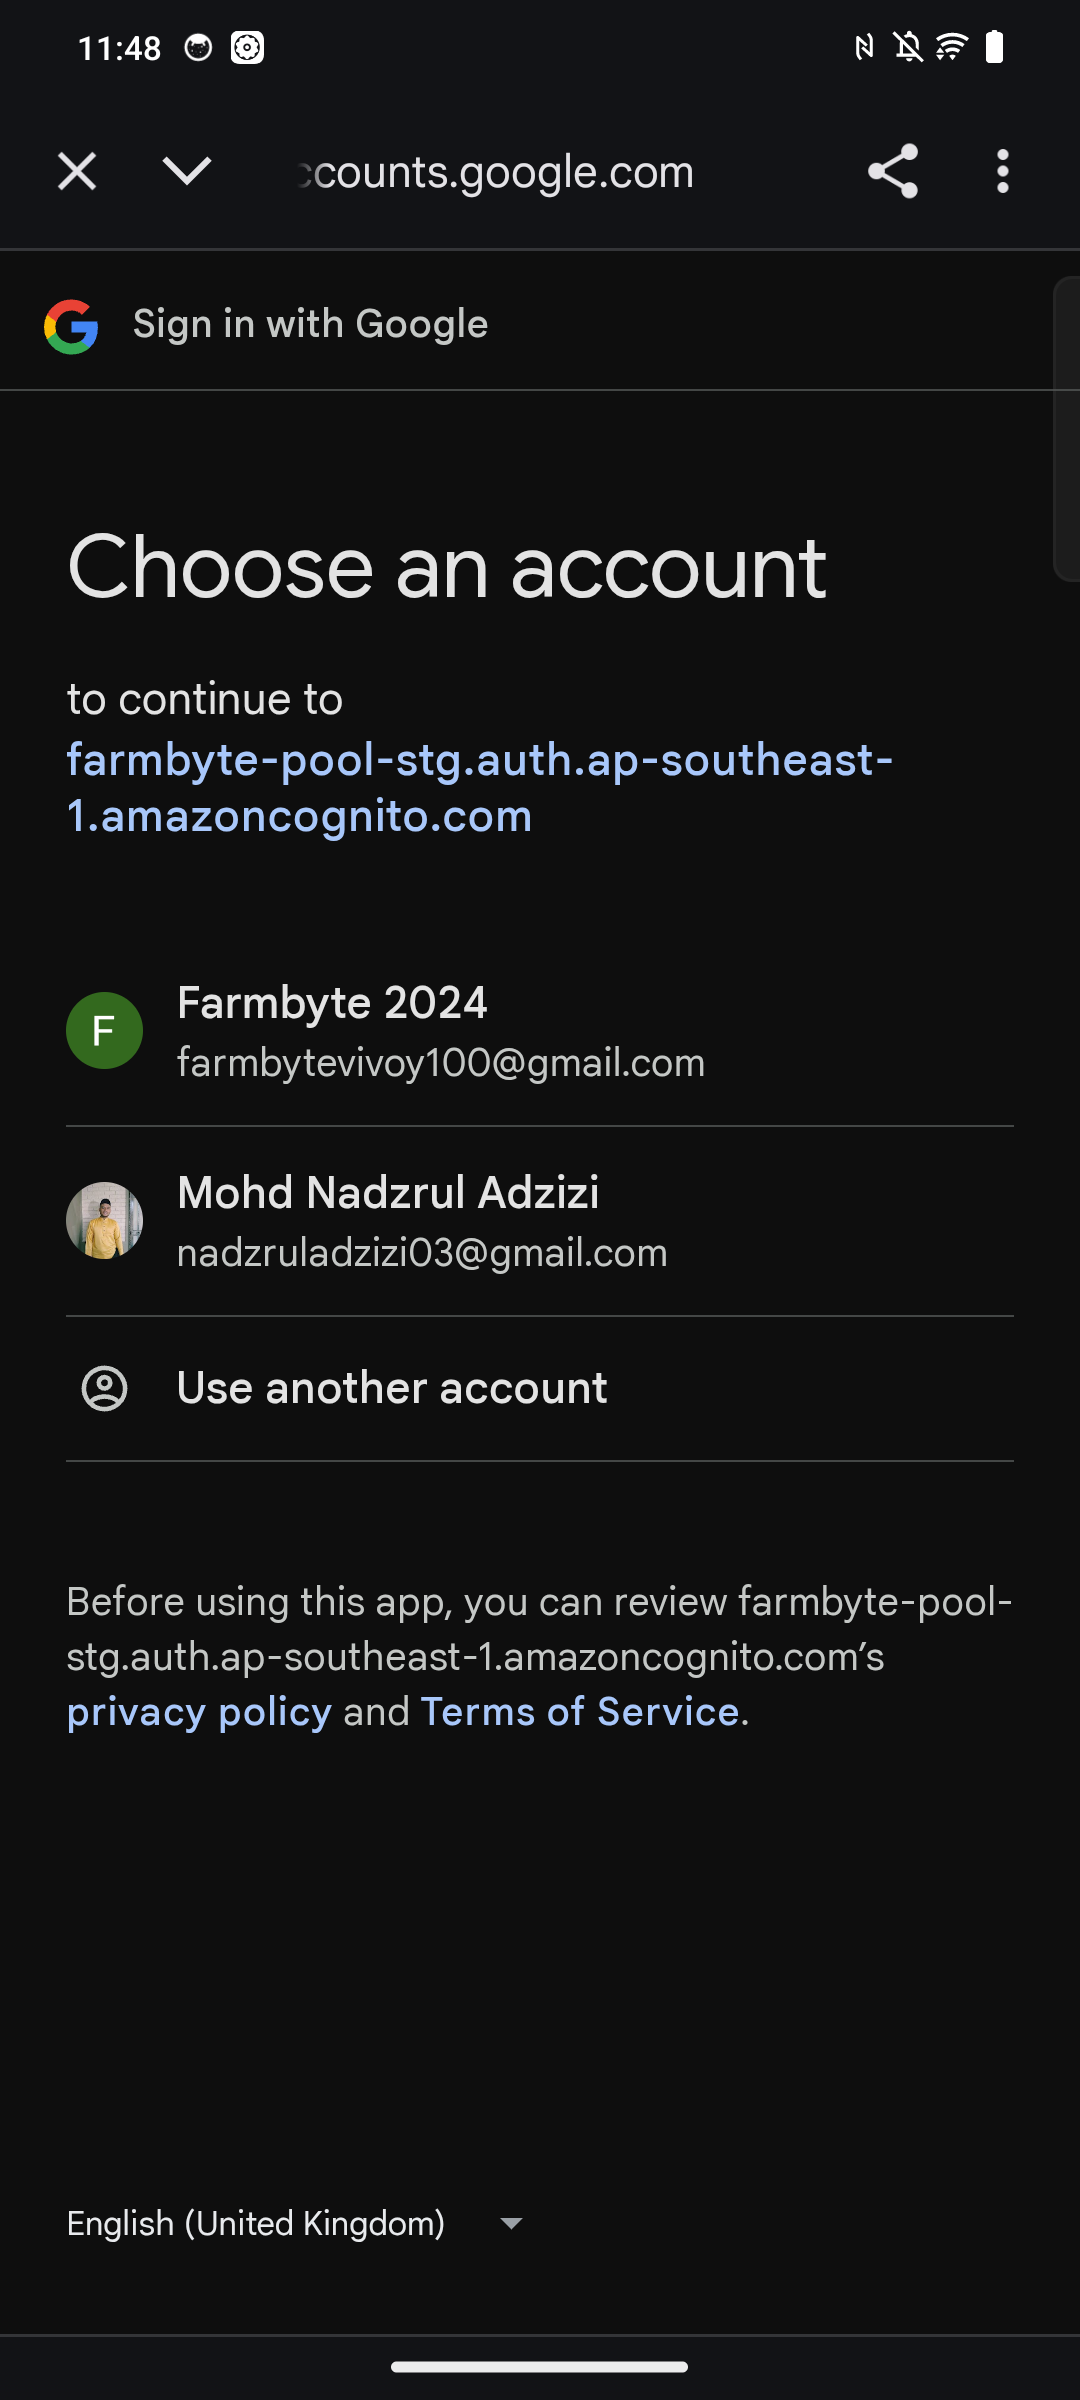 11:48
ccounts.google.com
Sign in with Google
Choose an account
to continue to
farmbyte-pool-stg.auth.ap-southeast-
1.amazoncognito.com
F
Farmbyte 2024
farmbytevivoy100@gmail.com
Mohd Nadzrul Adzizi
nadzruladzizi03@gmail.com
Use another account
Before using this app, you can review farmbyte-pool-
stg.auth.ap-southeast-1.amazoncognito.com’s
privacy policy and Terms of Service.
English (United Kingdom)